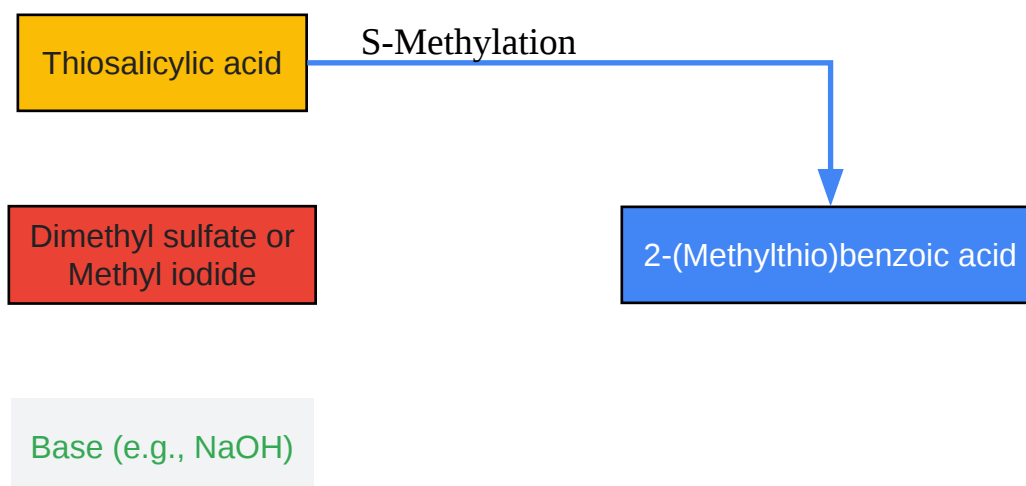 Thiosalicylic acid
S-Methylation
Dimethyl sulfate or
Methyl iodide
2-(Methylthio)benzoic acid
Base (e.g., NaOH)